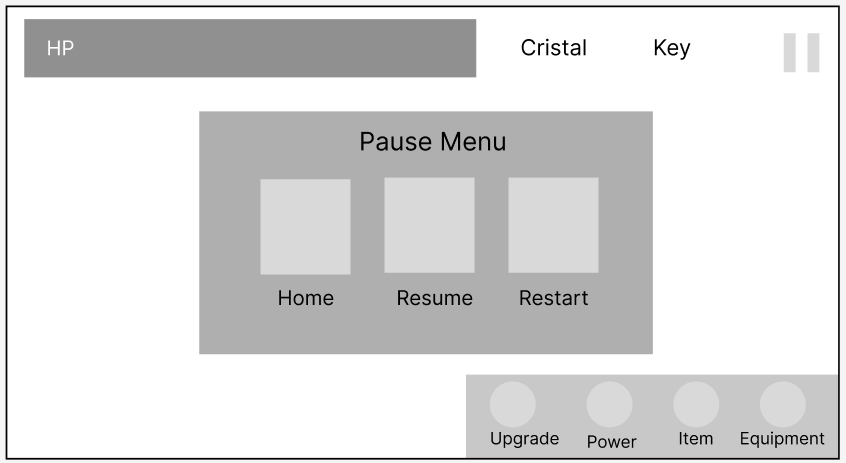 HP
Cristal
Key
Pause Menu
Home
Resume
Restart
Upgrade
Power
Item
Equipment